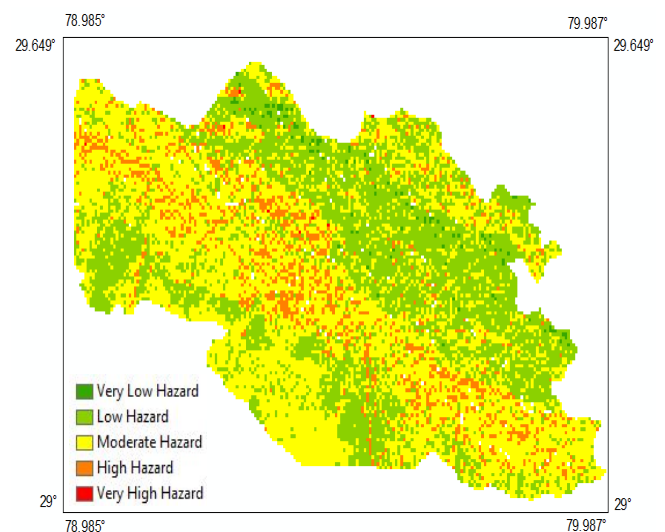 78.985° 79.987°
29.649° 29.649°
Very Low Hazard
Low Hazard
Moderate Hazard
High Hazard
Very High Hazard
29° 29°
78.985° 79.987°